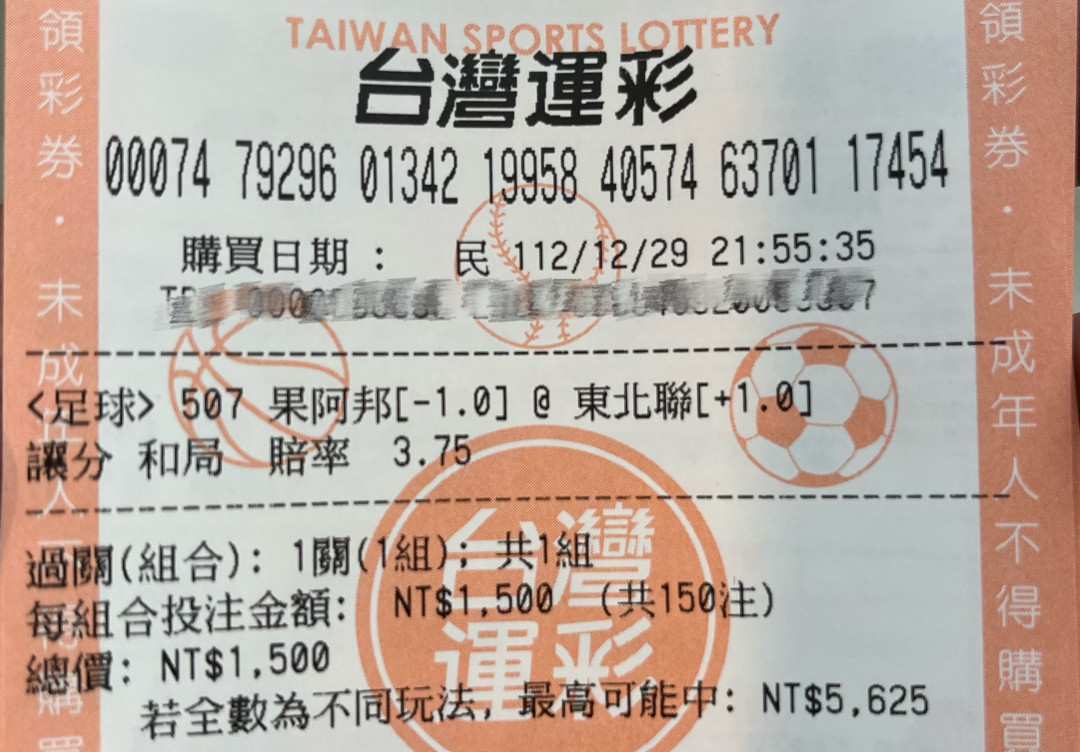 TAIWAN SPORTS LOTTERY
台灣運彩
00074 79296 01342 19958 40574 63701 17454
購買日期： 民 112/12/29 21:55:35
<足球> 507 果阿邦[-1.0] @ 東北聯[+1.0]
讓分 和局 賠率 3.75
過關(組合): 1關(1組); 共1組
每組合投注金額: NT$1,500 (共150注)
總價: NT$1,500
若全數為不同玩法, 最高可能中: NT$5,625
台灣
運彩
領彩券・未成年人不得購買
領彩券・未成年人不得購買